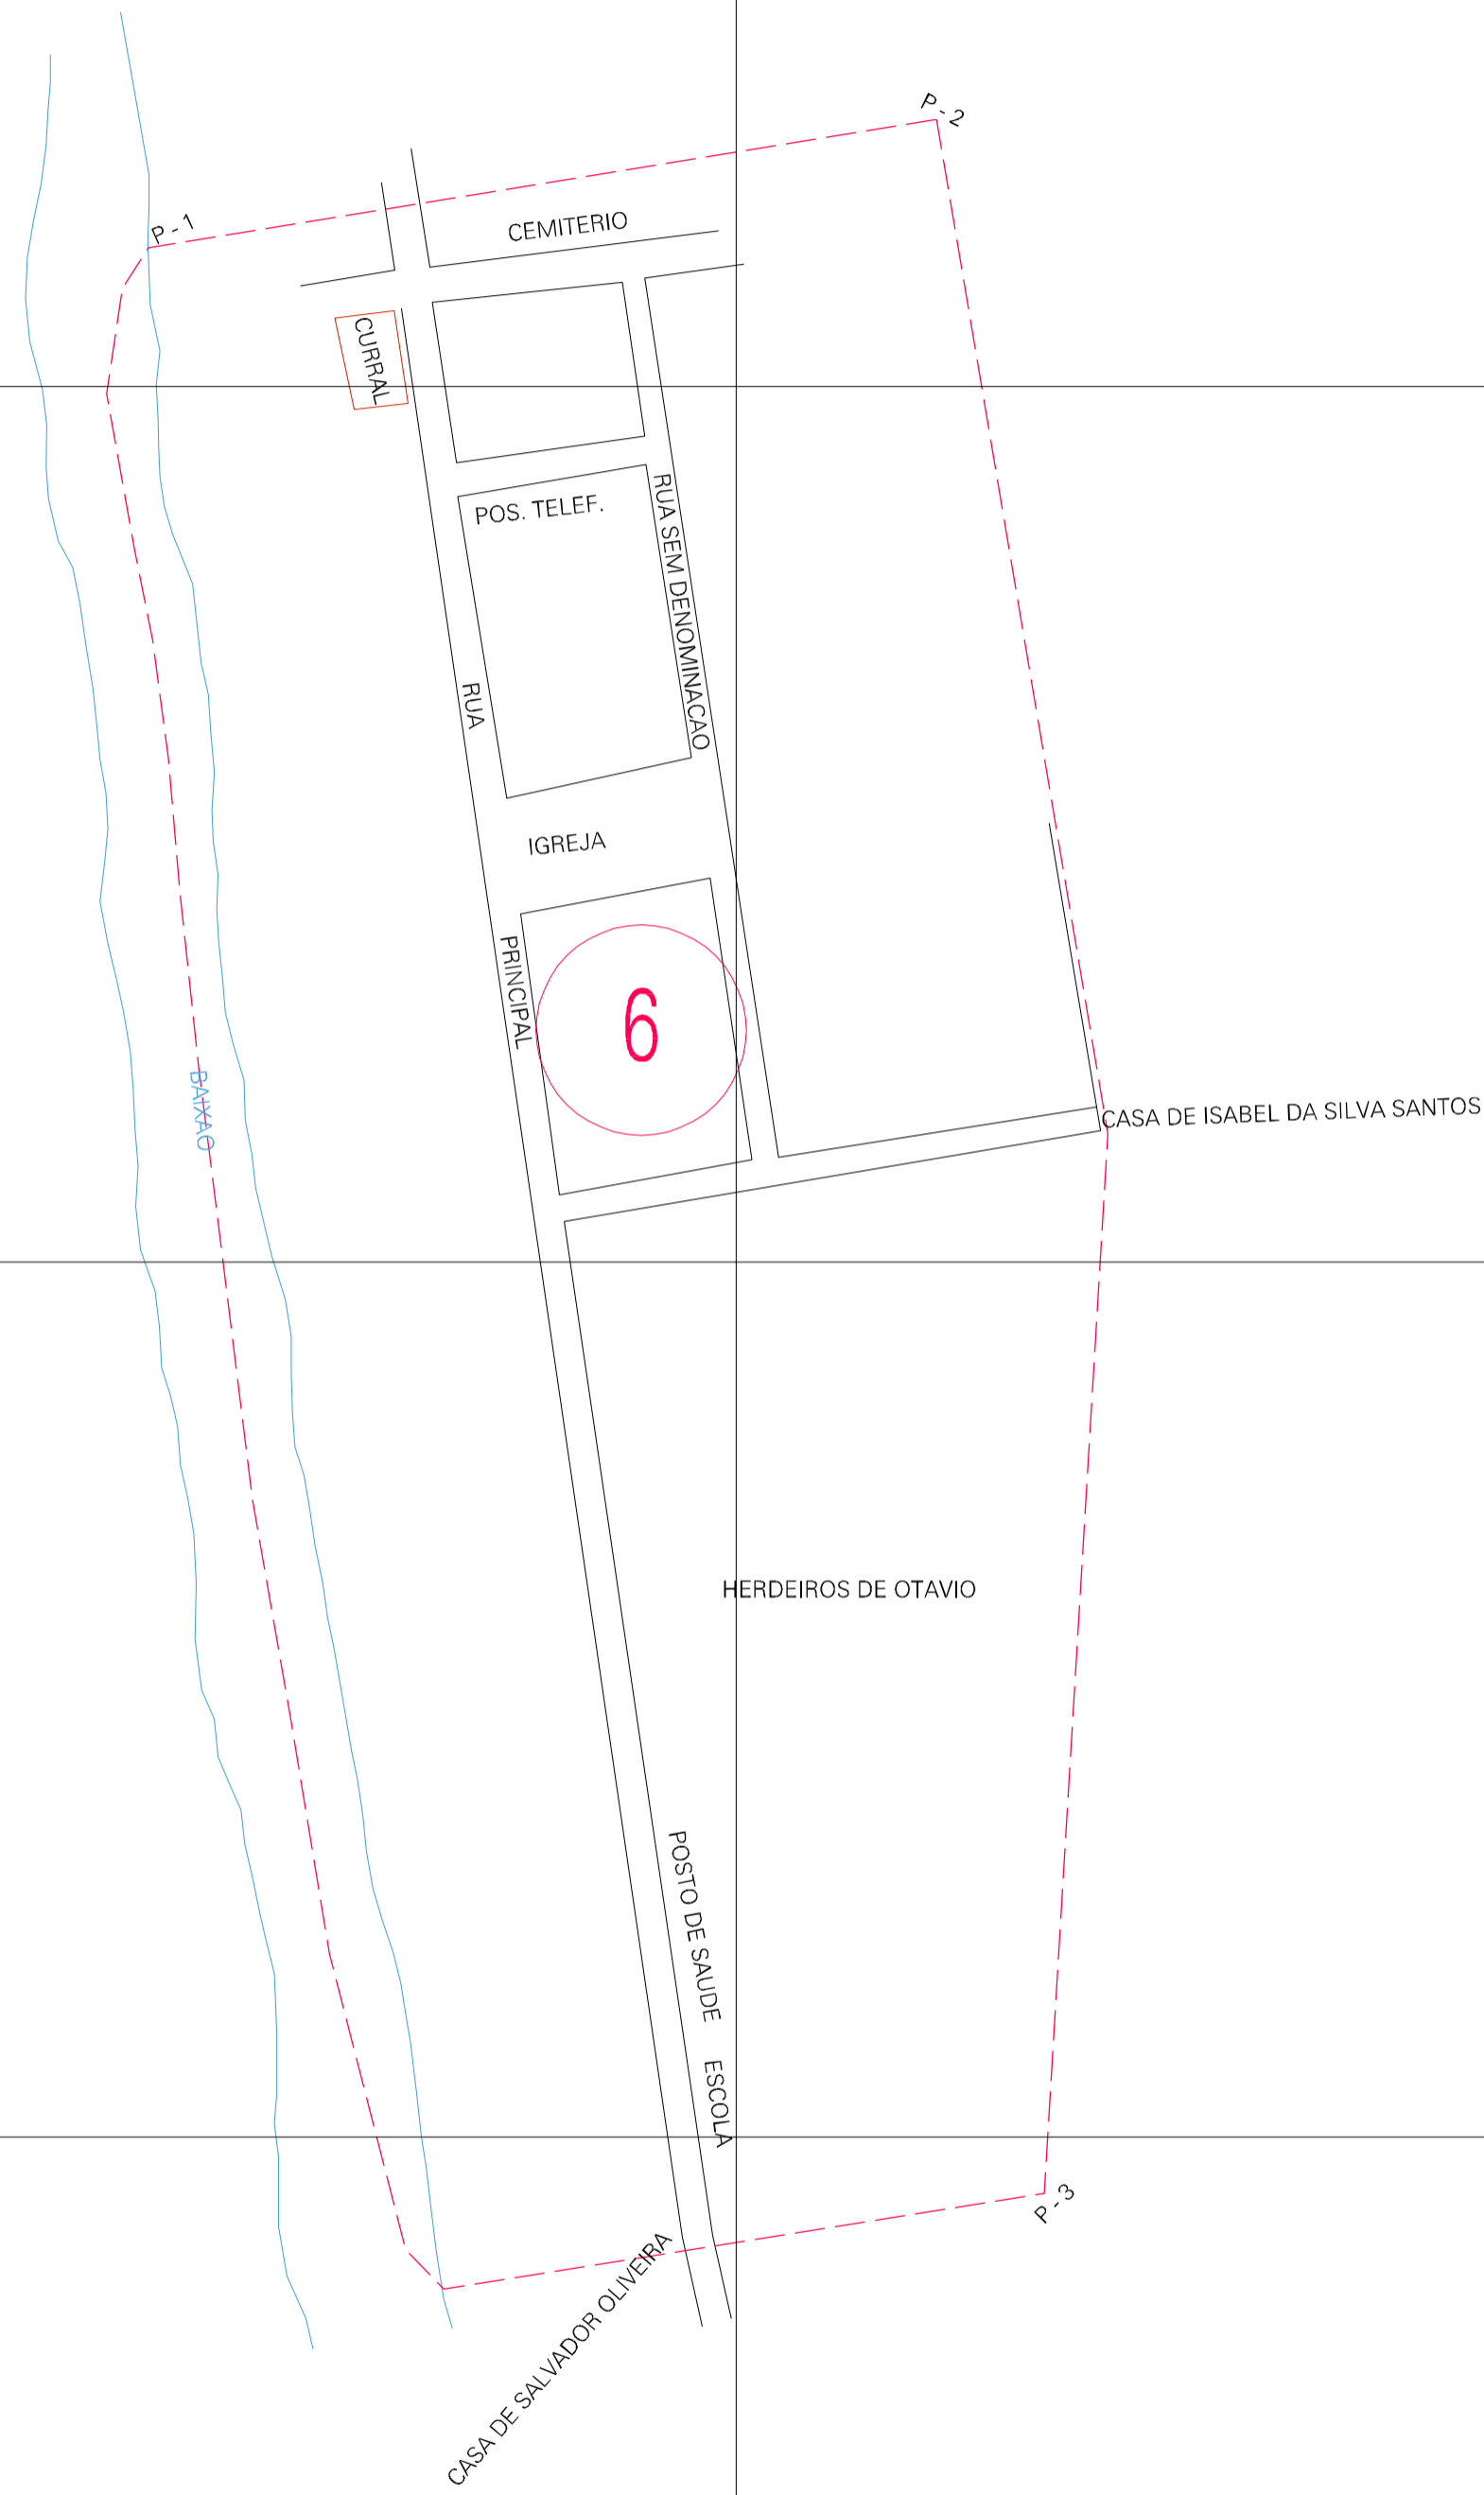 P - 2
P - 1
CEMITERIO
CURRAL
POS. TELEF.
RUA SEM DENOMINACAO
RUA
IGREJA
PRINCIPAL
6
BAIXAO
CASA DE ISABEL DA SILVA SANTOS
HERDEIROS DE OTAVIO
POSTO DE SAUDE
ESCOLA
P - 3
CASA DE SALVADOR OLIVEIRA